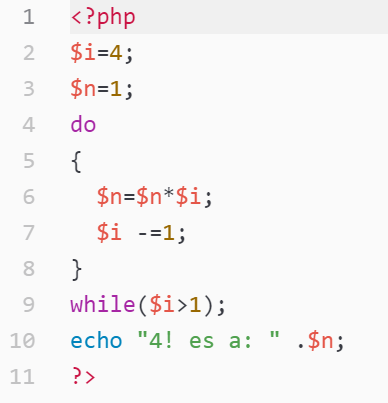 1 <?php
2 $i=4;
3 $n=1;
4 do
5 {
6 $n=$n*$i;
7 $i -=1;
8 }
9 while($i>1);
10 echo "4! es a: " .$n;
11 ?>